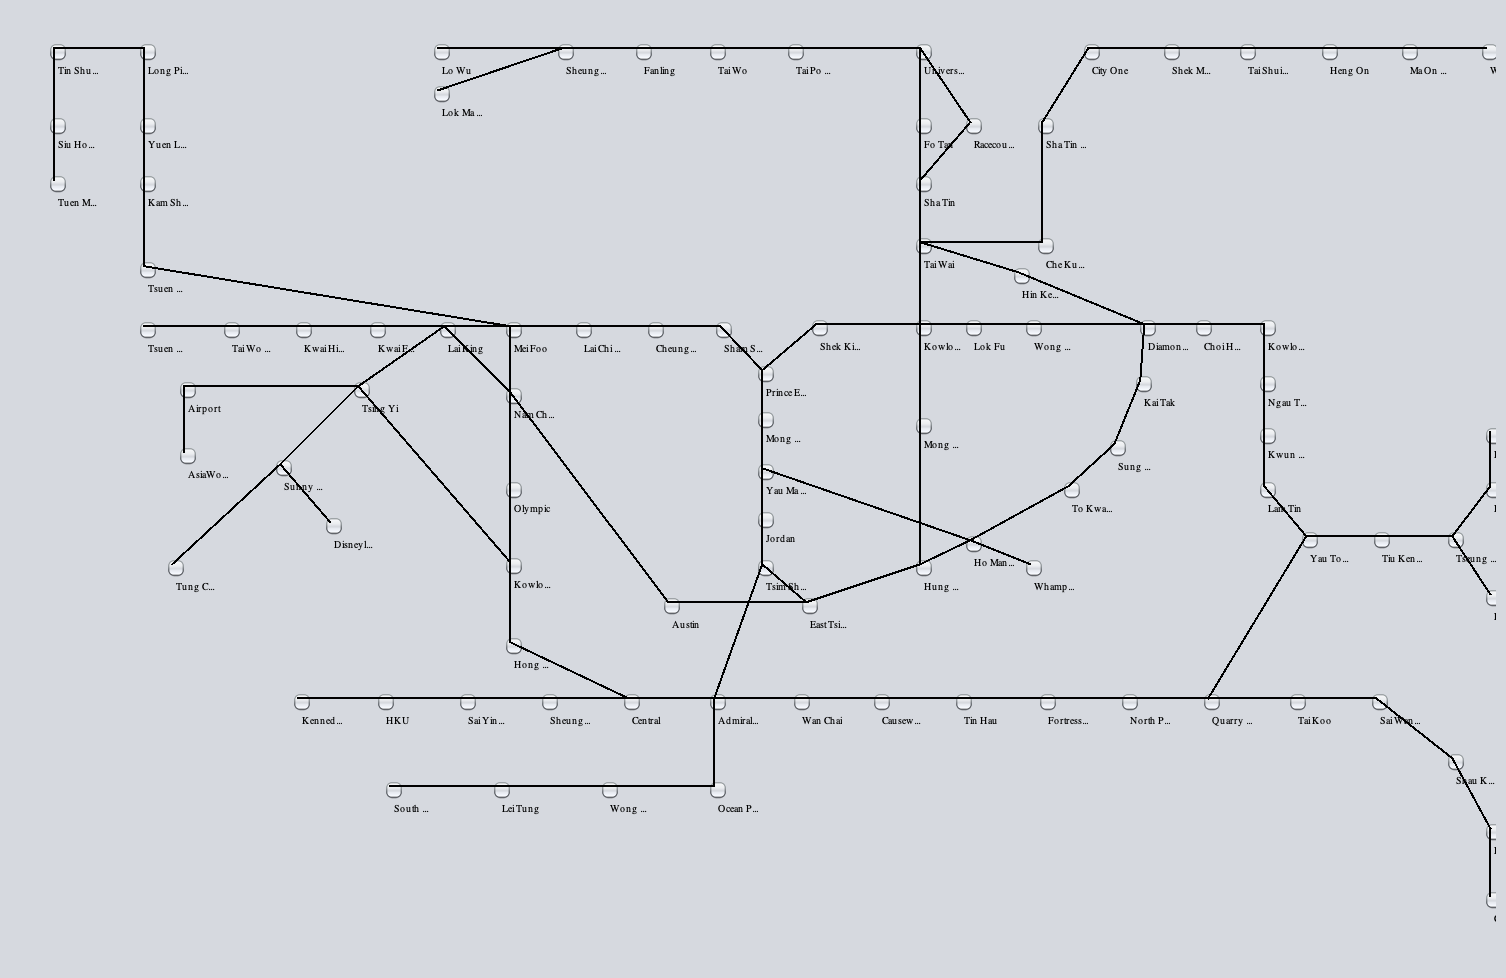 Tin Shu ...
Long Pi...
Lo Wu
Sheung ...
Fanling
Tai Wo
Tai Po ...
Univers...
City One
Shek M...
Tai Shui...
Heng On
Ma On ...
Lok Ma ...
Siu Ho...
Yuen L...
Fo Tan
Racecou...
Sha Tin ...
Tuen M...
Kam Sh...
Sha Tin
Tai Wai
Che Ku ...
Tsuen ...
Hin Ke...
Tsuen ...
Tai Wo ...
Kwai Hi...
Kwai F...
Lai King
Mei Foo
Lai Chi ...
Cheung...
Sham S...
Shek Ki...
Kowlo...
Lok Fu
Wong ...
Diamon...
Choi H...
Kowlo...
Prince E...
Airport
Tsing Yi
Nam Ch...
Kai Tak
Ngau T...
Mong ...
Mong ...
Kwun ...
Sung ...
AsiaWo...
Sunny ...
Yau Ma ...
Olympic
To Kwa...
Lam Tin
Disneyl...
Jordan
Ho Man...
Yau To...
Tiu Ken...
Tseung ...
Tung C...
Kowlo...
Tsim Sh...
Hung ...
Whamp...
Austin
East Tsi...
Hong ...
Kenned...
HKU
Sai Yin...
Sheung...
Central
Admiral...
Wan Chai
Causew...
Tin Hau
Fortress...
North P...
Quarry ...
Tai Koo
Sai Wan...
Shau K...
South ...
Lei Tung
Wong ...
Ocean P...